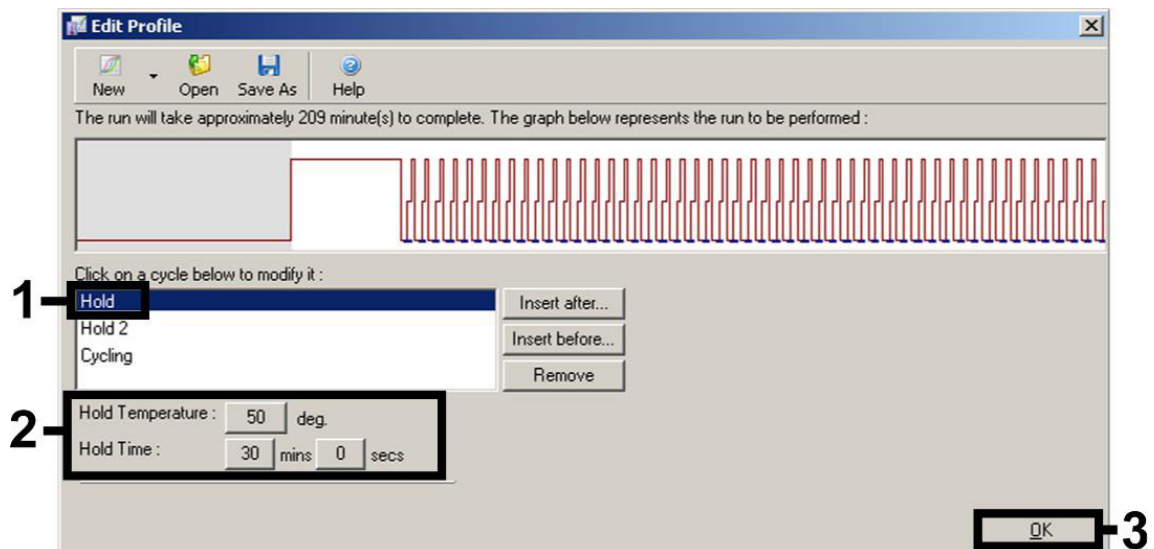 Edit Profile
New Open Save As Help
The run will take approximately 209 minute(s) to complete. The graph below represents the run to be performed :
Click on a cycle below to modify it :
1
Hold
Insert after...
Hold 2
Insert before...
Cycling
Remove
2
Hold Temperature : 50 deg.
Hold Time : 30 mins 0 secs
OK
3